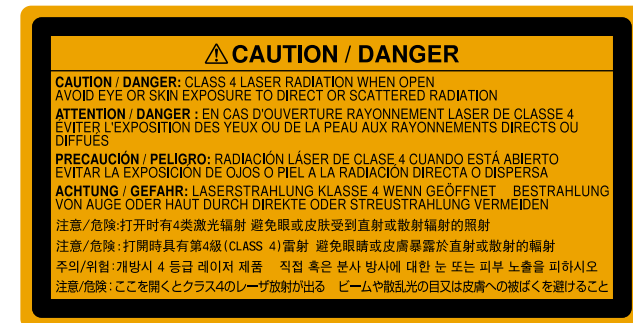 ⚠ CAUTION / DANGER
CAUTION / DANGER: CLASS 4 LASER RADIATION WHEN OPEN
AVOID EYE OR SKIN EXPOSURE TO DIRECT OR SCATTERED RADIATION
ATTENTION / DANGER : EN CAS D'OUVERTURE RAYONNEMENT LASER DE CLASSE 4
ÉVITER L'EXPOSITION DES YEUX OU DE LA PEAU AUX RAYONNEMENTS DIRECTS OU
DIFFUÉS
PRECAUCIÓN / PELIGRO: RADIACIÓN LÁSER DE CLASE 4 CUANDO ESTÁ ABIERTO
EVITAR LA EXPOSICIÓN DE OJOS O PIEL A LA RADIACIÓN DIRECTA O DISPERSA
ACHTUNG / GEFAHR: LASERSTRAHLUNG KLASSE 4 WENN GEÖFFNET BESTRAHLUNG
VON AUGE ODER HAUT DURCH DIREKTE ODER STREUSTRAHLUNG VERMEIDEN
注意/危险:打开时有4类激光辐射 避免眼或皮肤受到直射或散射辐射的照射
注意/危險:打開時具有第4級(CLASS 4)雷射 避免眼睛或皮膚暴露於直射或散射的輻射
주의/위험:개방시 4 등급 레이저 제품 직접 혹은 분사 방사에 대한 눈 또는 피부 노출을 피하시오
注意/危険:ここを開くとクラス4のレーザ放射が出る ビームや散乱光の目又は皮膚への被ばくを避けること